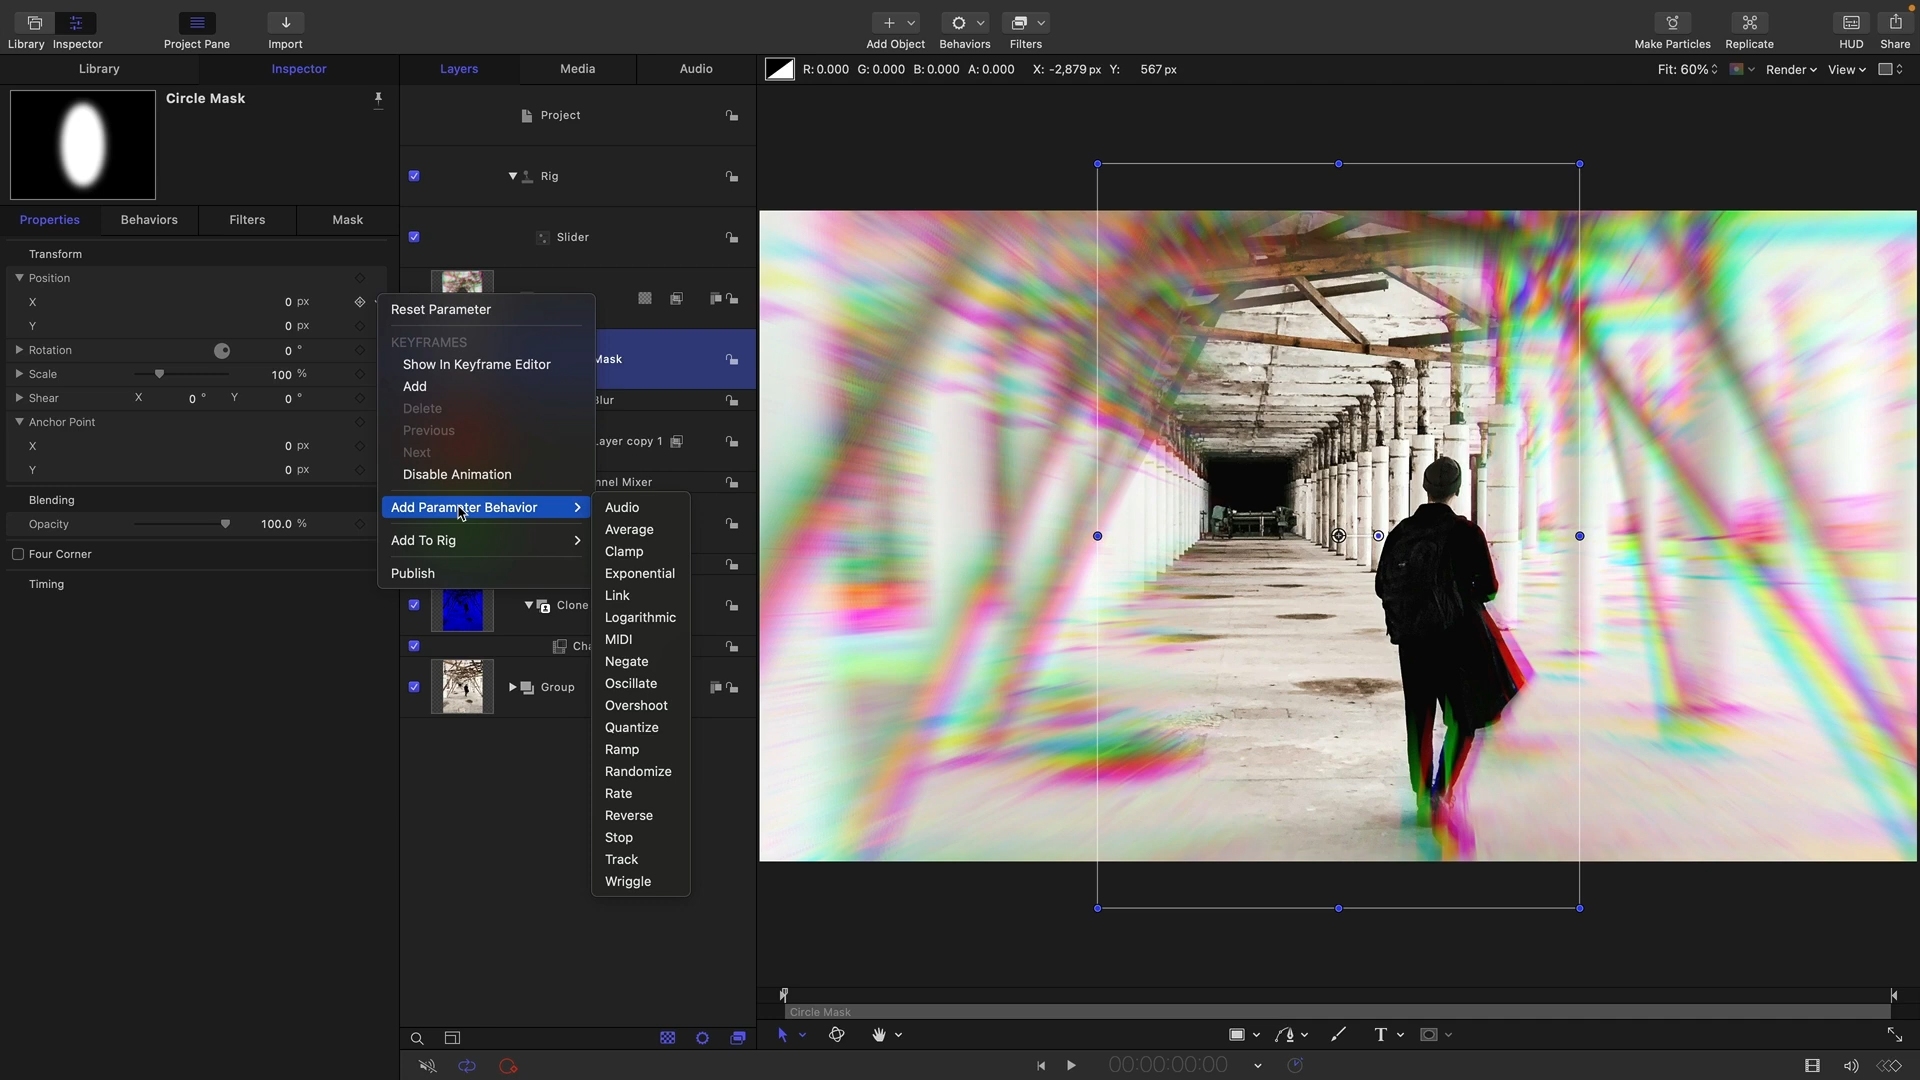 Library Inspector Project Pane Import Add Object Behaviors Filters Make Particles Replicate HUD Share
Library Inspector Layers Media Audio R: 0.000 G: 0.000 B: 0.000 A: 0.000 X: -2,879 px Y: 567 px Fit: 60% Render View
Circle Mask
Project
Rig
Properties Behaviors Filters Mask
Slider
Transform
Position
X 0 px
Y 0 px
Rotation 0 °
Scale 100 %
Shear X 0 ° Y 0 °
Anchor Point
X 0 px
Y 0 px
Blending
Opacity 100.0 %
Four Corner
Timing
Reset Parameter
KEYFRAMES
Show In Keyframe Editor
Add
Delete
Previous
Next
Disable Animation
Add Parameter Behavior
Add To Rig
Publish
Mask
Blur
Layer copy 1
nnel Mixer
Clone
Cha
Group
Audio
Average
Clamp
Exponential
Link
Logarithmic
MIDI
Negate
Oscillate
Overshoot
Quantize
Ramp
Randomize
Rate
Reverse
Stop
Track
Wriggle
Circle Mask
T
00:00:00:00